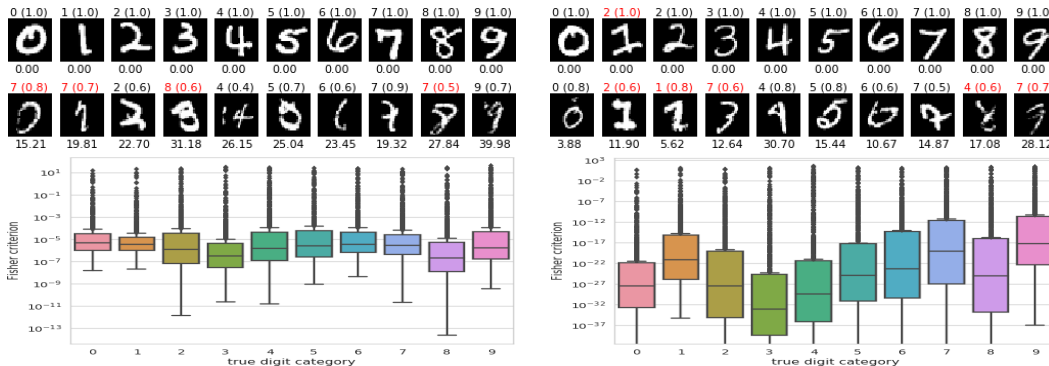 0 (1.0) 1 (1.0) 2 (1.0) 3 (1.0) 4 (1.0) 5 (1.0) 6 (1.0) 7 (1.0) 8 (1.0) 9 (1.0)
0.00 0.00 0.00 0.00 0.00 0.00 0.00 0.00 0.00 0.00
7 (0.8) 7 (0.7) 2 (0.6) 8 (0.6) 4 (0.4) 5 (0.7) 6 (0.6) 7 (0.9) 7 (0.5) 9 (0.7)
15.21 19.81 22.70 31.18 26.15 25.04 23.45 19.32 27.84 39.98
Fisher criterion
10¹
10⁻¹
10⁻³
10⁻⁵
10⁻⁷
10⁻⁹
10⁻¹¹
10⁻¹³
0 1 2 3 4 5 6 7 8 9
true digit category
0 (1.0) 2 (1.0) 2 (1.0) 3 (1.0) 4 (1.0) 5 (1.0) 6 (1.0) 7 (1.0) 8 (1.0) 9 (1.0)
0.00 0.00 0.00 0.00 0.00 0.00 0.00 0.00 0.00 0.00
0 (0.8) 2 (0.6) 1 (0.8) 7 (0.6) 4 (0.8) 5 (0.8) 6 (0.6) 7 (0.5) 4 (0.6) 7 (0.7)
3.88 11.90 5.62 12.64 30.70 15.44 10.67 14.87 17.08 28.12
Fisher criterion
10³
10⁻²
10⁻⁷
10⁻¹²
10⁻¹⁷
10⁻²²
10⁻²⁷
10⁻³²
10⁻³⁷
0 1 2 3 4 5 6 7 8 9
true digit category